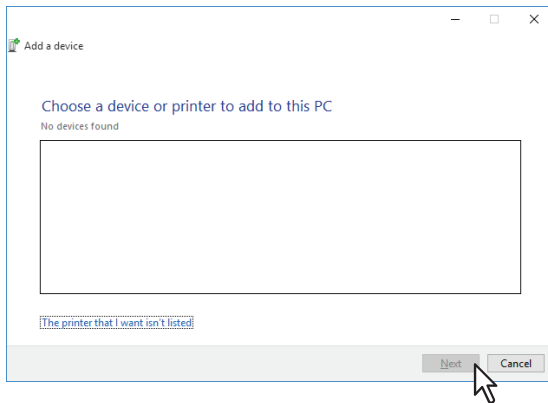 Add a device
Choose a device or printer to add to this PC
No devices found
The printer that I want isn't listed
Next Cancel